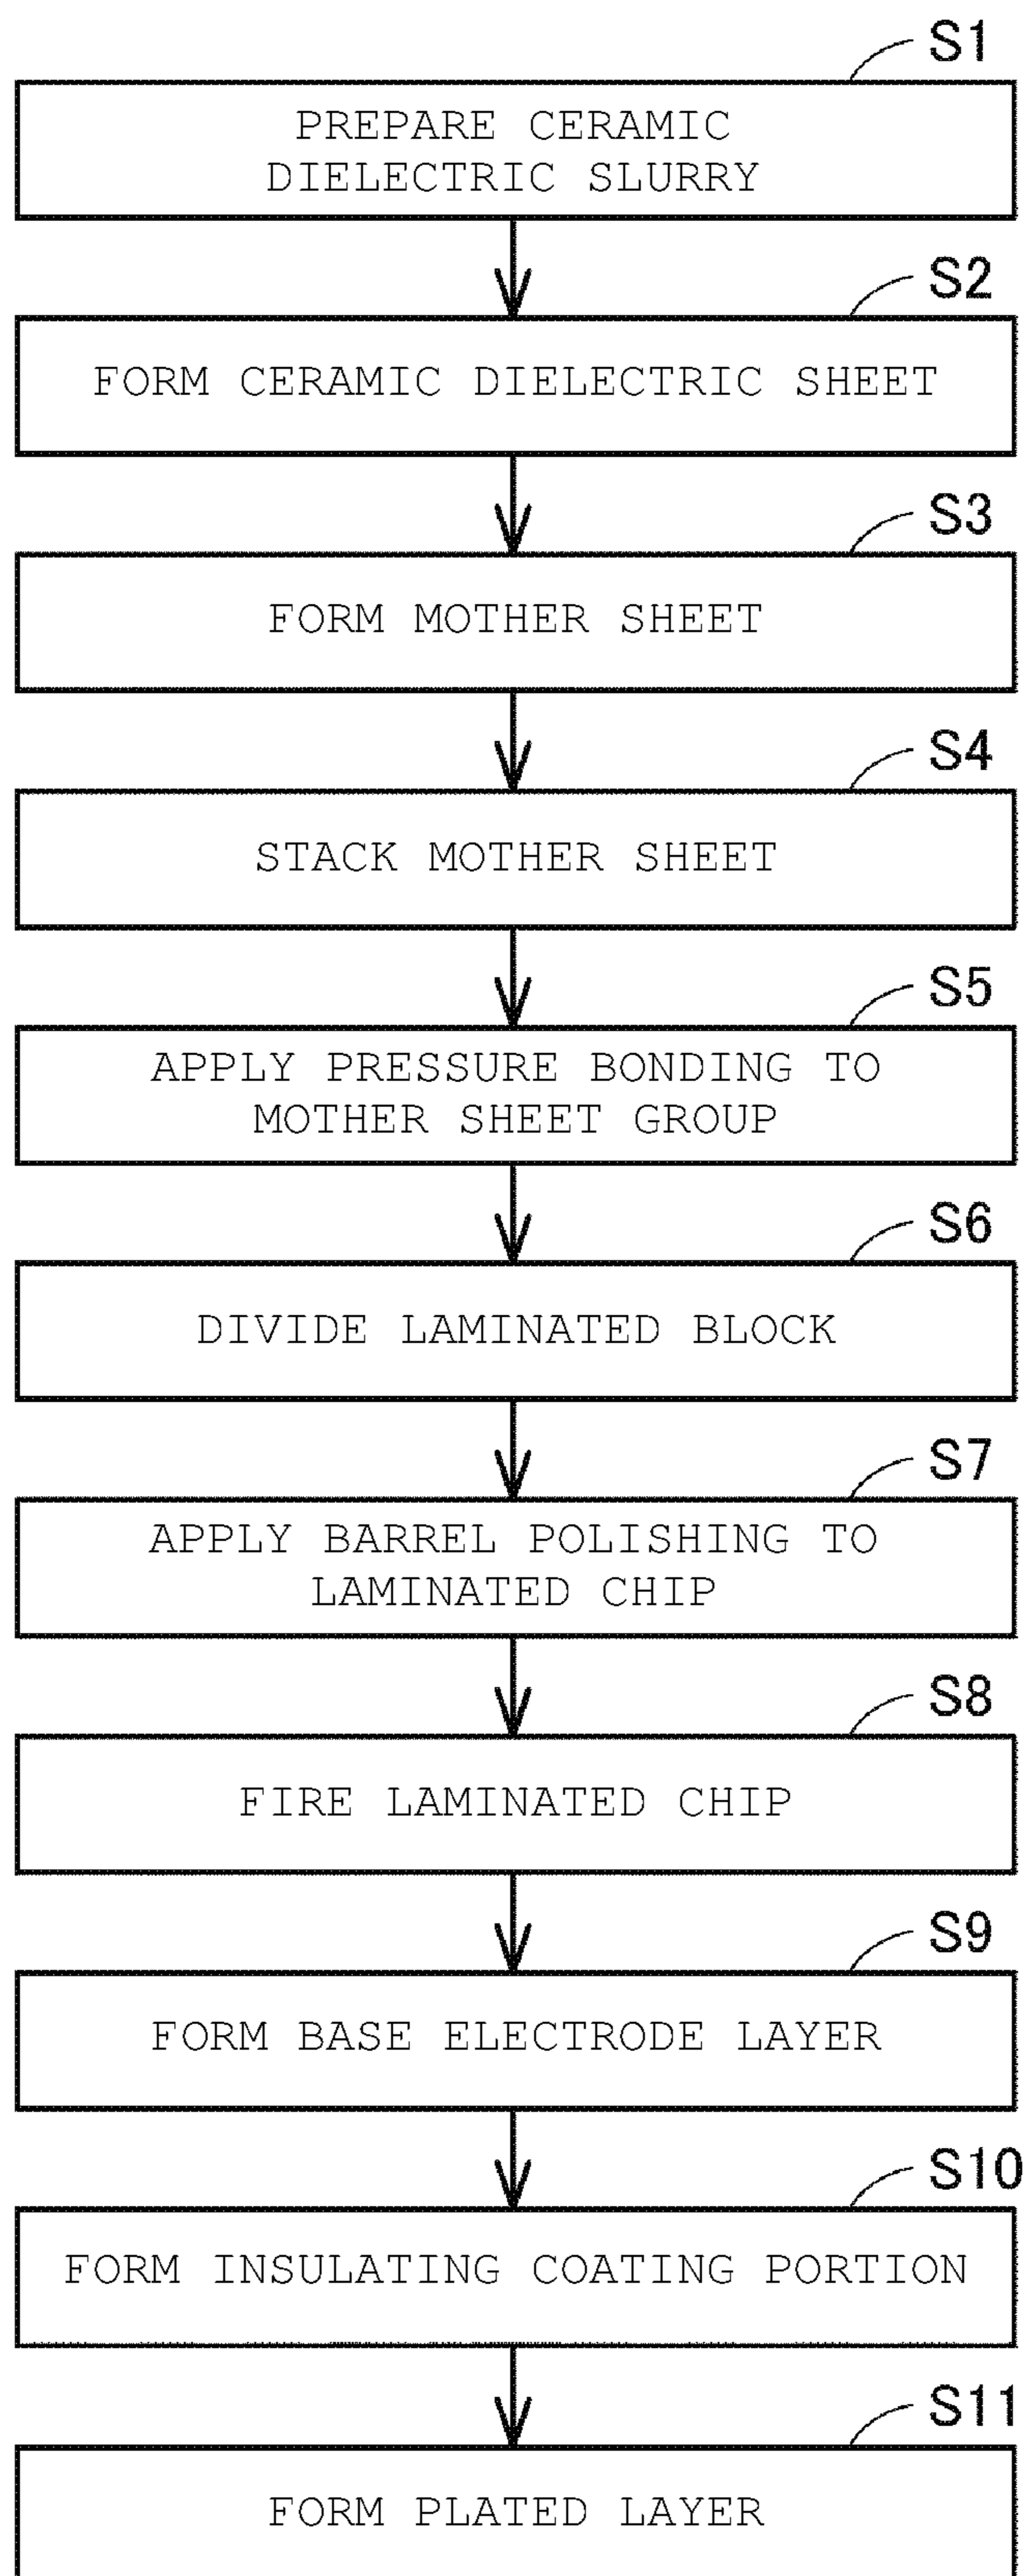 S1
PREPARE CERAMIC
DIELECTRIC SLURRY
S2
FORM CERAMIC DIELECTRIC SHEET
S3
FORM MOTHER SHEET
S4
STACK MOTHER SHEET
S5
APPLY PRESSURE BONDING TO
MOTHER SHEET GROUP
S6
DIVIDE LAMINATED BLOCK
S7
APPLY BARREL POLISHING TO
LAMINATED CHIP
S8
FIRE LAMINATED CHIP
S9
FORM BASE ELECTRODE LAYER
S10
FORM INSULATING COATING PORTION
S11
FORM PLATED LAYER